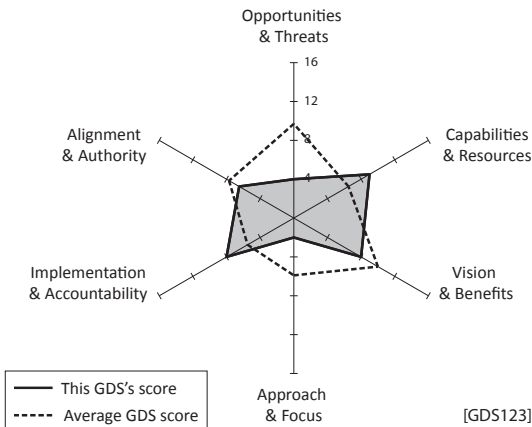 Opportunities
& Threats
16
12
8
4
Alignment
& Authority
Capabilities
& Resources
Implementation
& Accountability
Vision
& Benefits
Approach
& Focus
This GDS's score
Average GDS score
[GDS123]